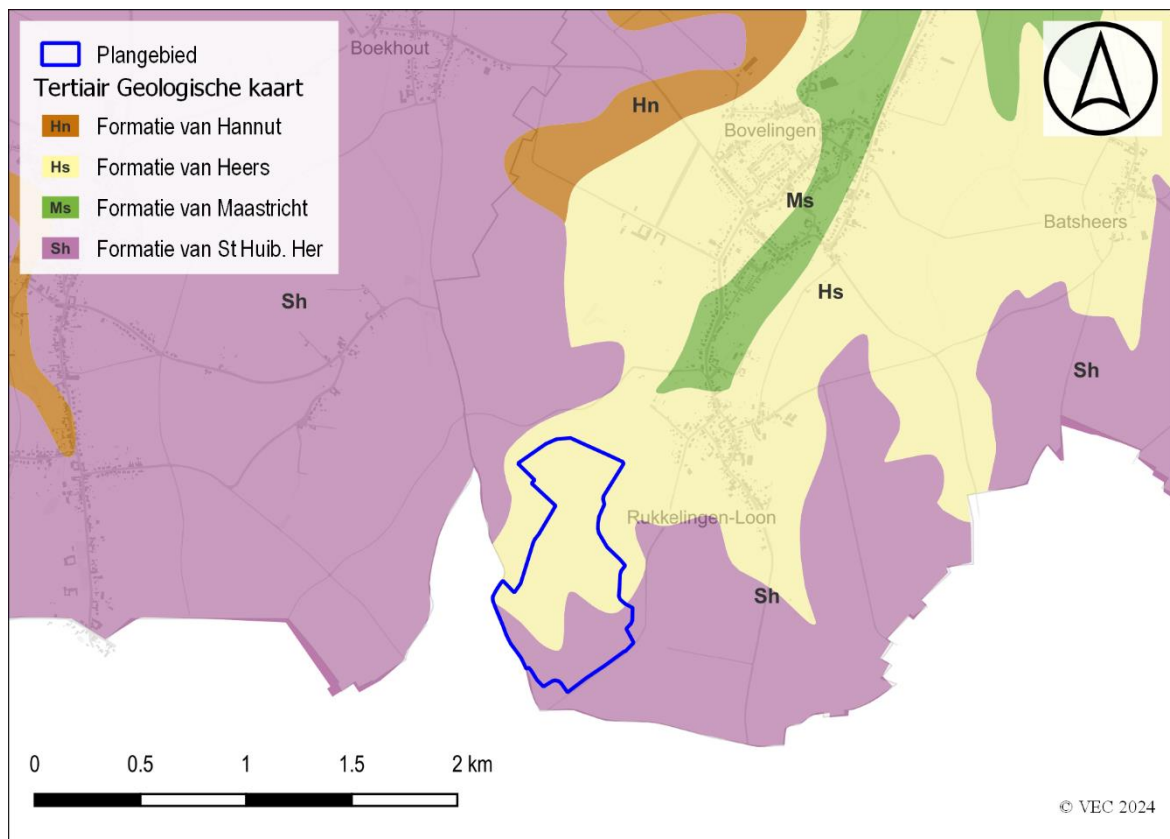 Plangebied
Tertiair Geologische kaart
Hn Formatie van Hannut
Hs Formatie van Heers
Ms Formatie van Maastricht
Sh Formatie van St Huib. Her
Boekhout
Hn
Bovelingen
Ms
Batsheers
Hs
Sh
Sh
Rukkelingen-Loon
Sh
0 0.5 1 1.5 2 km
© VEC 2024